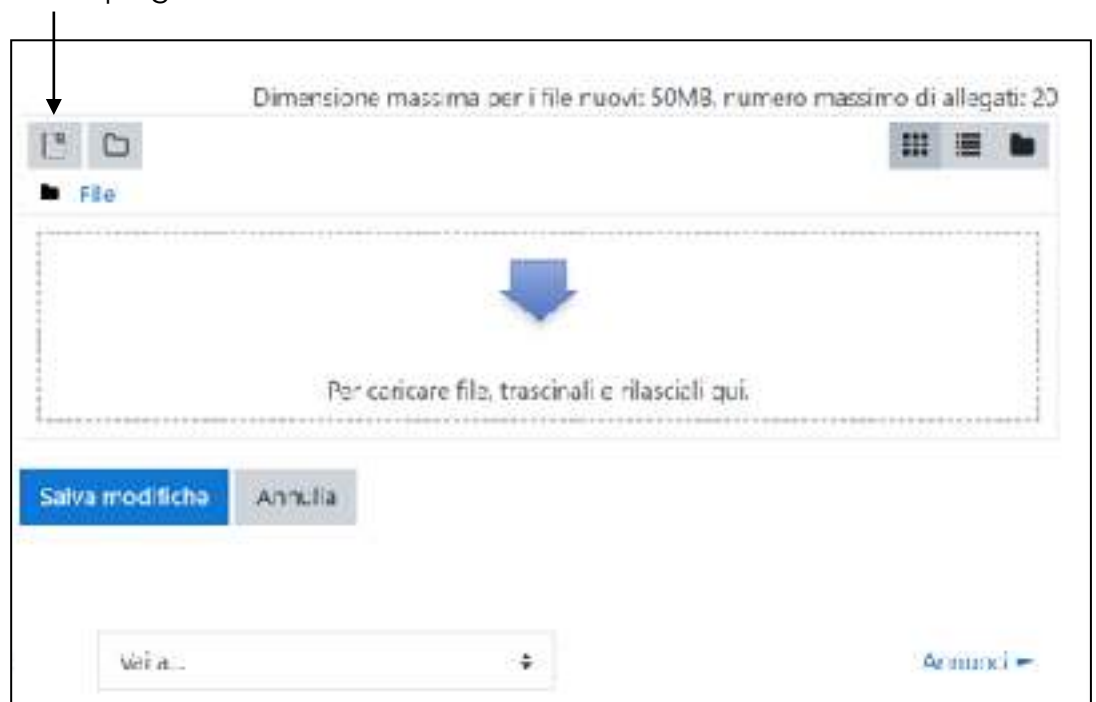 Dimensione massima per i file nuovi: 50MB, numero massimo di allegati: 20
File
Per caricare file, trascinali e rilasciali qui.
Salva modifiche Annulla
Vai a... Annunci